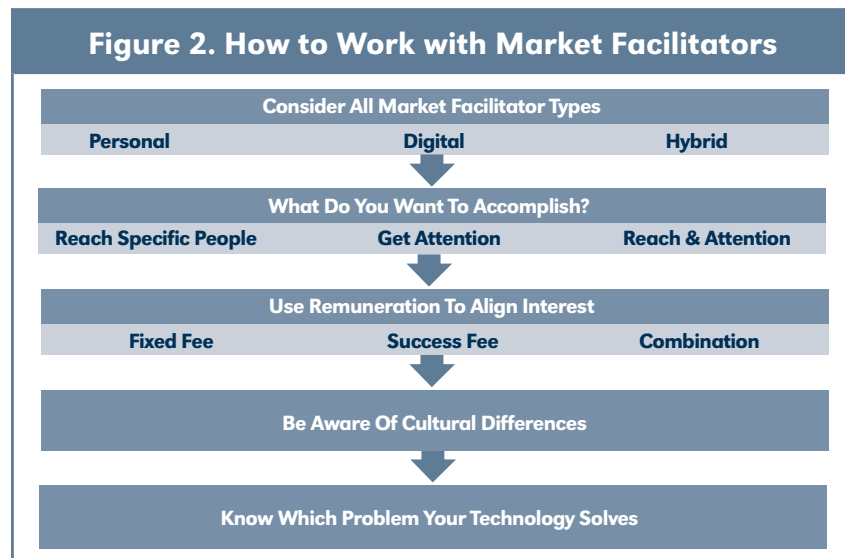 Figure 2. How to Work with Market Facilitators
Consider All Market Facilitator Types
Personal Digital Hybrid
What Do You Want To Accomplish?
Reach Specific People Get Attention Reach & Attention
Use Remuneration To Align Interest
Fixed Fee Success Fee Combination
Be Aware Of Cultural Differences
Know Which Problem Your Technology Solves